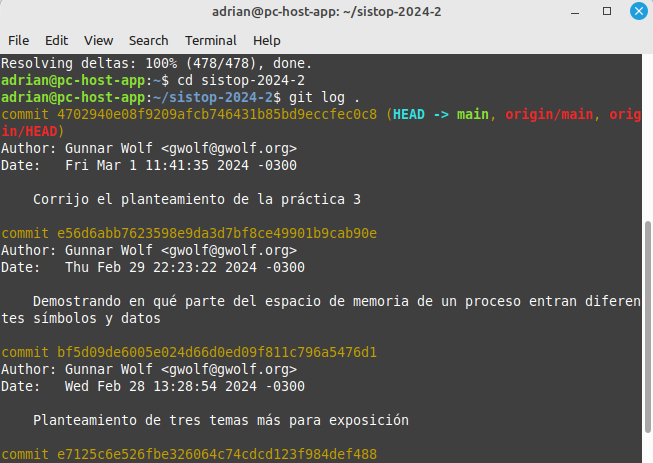 adrian@pc-host-app: ~/sistop-2024-2
File Edit View Search Terminal Help
Resolving deltas: 100% (478/478), done.
adrian@pc-host-app:~$ cd sistop-2024-2
adrian@pc-host-app:~/sistop-2024-2$ git log .
commit 4702940e08f9209afcb746431b85bd9eccfec0c8 (HEAD -> main, origin/main, orig
in/HEAD)
Author: Gunnar Wolf <gwolf@gwolf.org>
Date:   Fri Mar 1 11:41:35 2024 -0300
Corrijo el planteamiento de la práctica 3
commit e56d6abb7623598e9da3d7bf8ce49901b9cab90e
Author: Gunnar Wolf <gwolf@gwolf.org>
Date:   Thu Feb 29 22:23:22 2024 -0300
Demostrando en qué parte del espacio de memoria de un proceso entran diferen
tes símbolos y datos
commit bf5d09de6005e024d66d0ed09f811c796a5476d1
Author: Gunnar Wolf <gwolf@gwolf.org>
Date:   Wed Feb 28 13:28:54 2024 -0300
Planteamiento de tres temas más para exposición
commit e7125c6e526fbe326064c74cdcd123f984def488